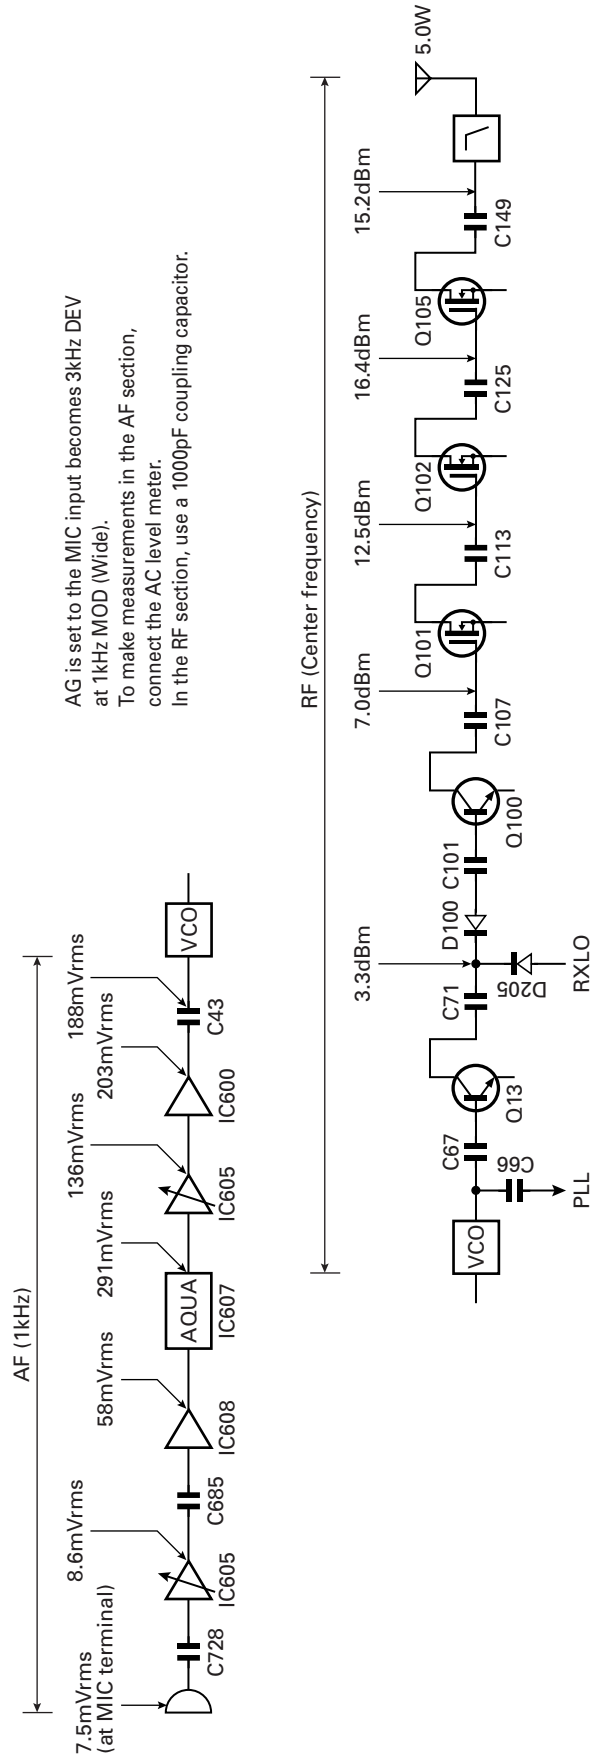 AF (1kHz)
7.5mVrms
(at MIC terminal)
8.6mVrms
58mVrms
291mVrms
136mVrms
203mVrms
188mVrms
C728
IC605
C685
IC608
AQUA
IC607
IC605
IC600
C43
VCO
AG is set to the MIC input becomes 3kHz DEV
at 1kHz MOD (Wide).
To make measurements in the AF section,
connect the AC level meter.
In the RF section, use a 1000pF coupling capacitor.
RF (Center frequency)
3.3dBm
7.0dBm
12.5dBm
16.4dBm
15.2dBm
5.0W
VCO
C67
C66
PLL
Q13
C71
D205
RXLO
D100
C101
Q100
C107
Q101
C113
Q102
C125
Q105
C149